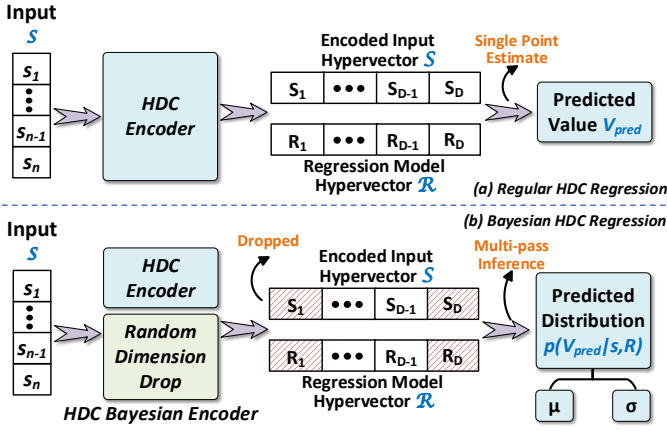 Input
𝒮
s1
•••
sn-1
sn
HDC
Encoder
Encoded Input
Hypervector 𝒮
S1 ••• SD-1 SD
R1 ••• RD-1 RD
Regression Model
Hypervector ℛ
Single Point
Estimate
Predicted
Value Vpred
(a) Regular HDC Regression
(b) Bayesian HDC Regression
Input
𝒮
s1
•••
sn-1
sn
HDC
Encoder
Random
Dimension
Drop
HDC Bayesian Encoder
Dropped
Encoded Input
Hypervector 𝒮
S1 ••• SD-1 SD
R1 ••• RD-1 RD
Regression Model
Hypervector ℛ
Multi-pass
Inference
Predicted
Distribution
p(Vpred|s,R)
μ σ